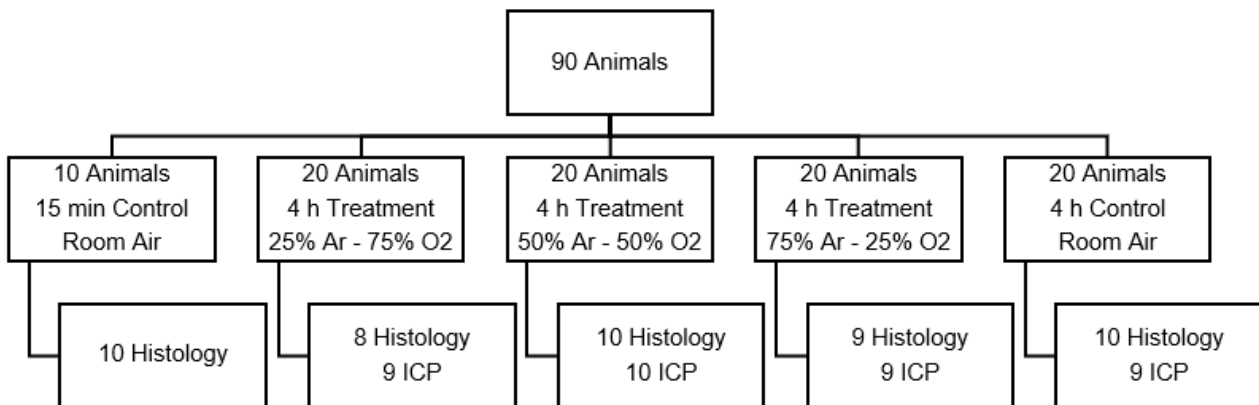 90 Animals
10 Animals
15 min Control
Room Air
20 Animals
4 h Treatment
25% Ar - 75% O2
20 Animals
4 h Treatment
50% Ar - 50% O2
20 Animals
4 h Treatment
75% Ar - 25% O2
20 Animals
4 h Control
Room Air
10 Histology
8 Histology
9 ICP
10 Histology
10 ICP
9 Histology
9 ICP
10 Histology
9 ICP